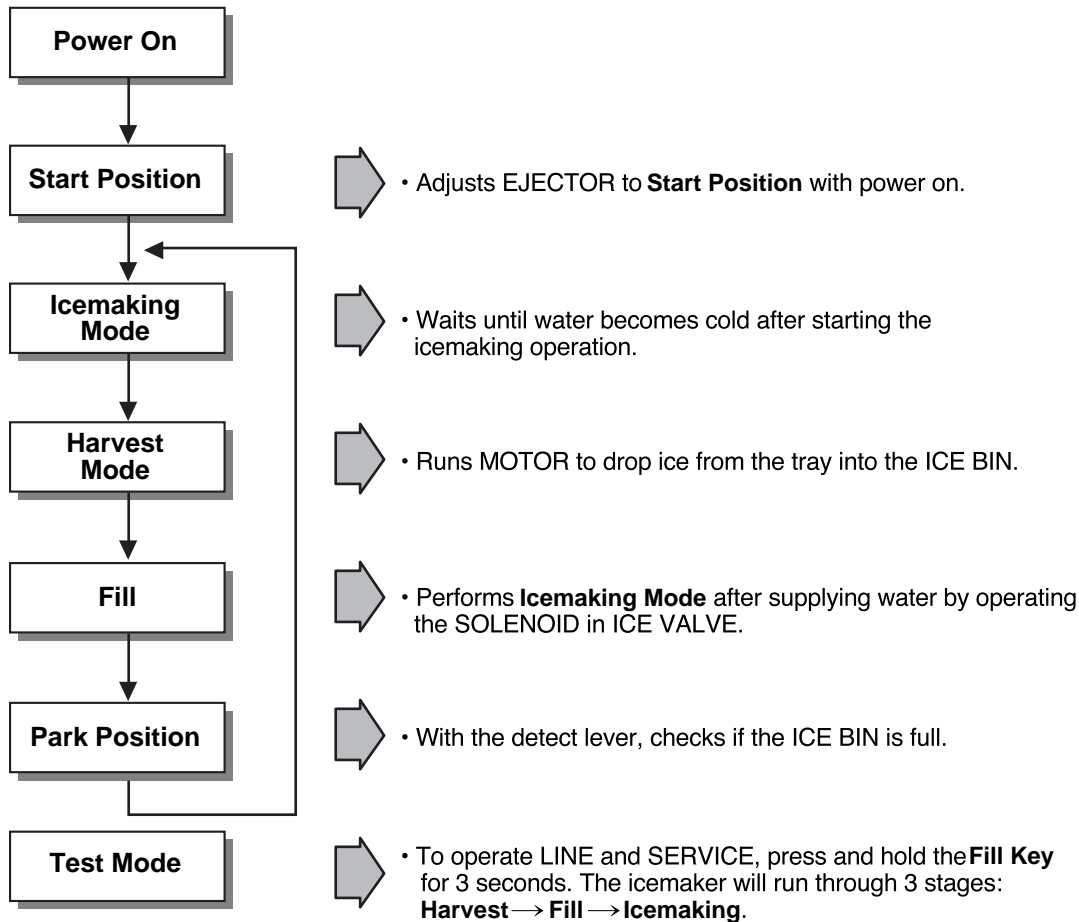 Power On
Start Position
• Adjusts EJECTOR to Start Position with power on.
Icemaking
Mode
• Waits until water becomes cold after starting the
icemaking operation.
Harvest
Mode
• Runs MOTOR to drop ice from the tray into the ICE BIN.
Fill
• Performs Icemaking Mode after supplying water by operating
the SOLENOID in ICE VALVE.
Park Position
• With the detect lever, checks if the ICE BIN is full.
Test Mode
• To operate LINE and SERVICE, press and hold the Fill Key
for 3 seconds. The icemaker will run through 3 stages:
Harvest → Fill → Icemaking.